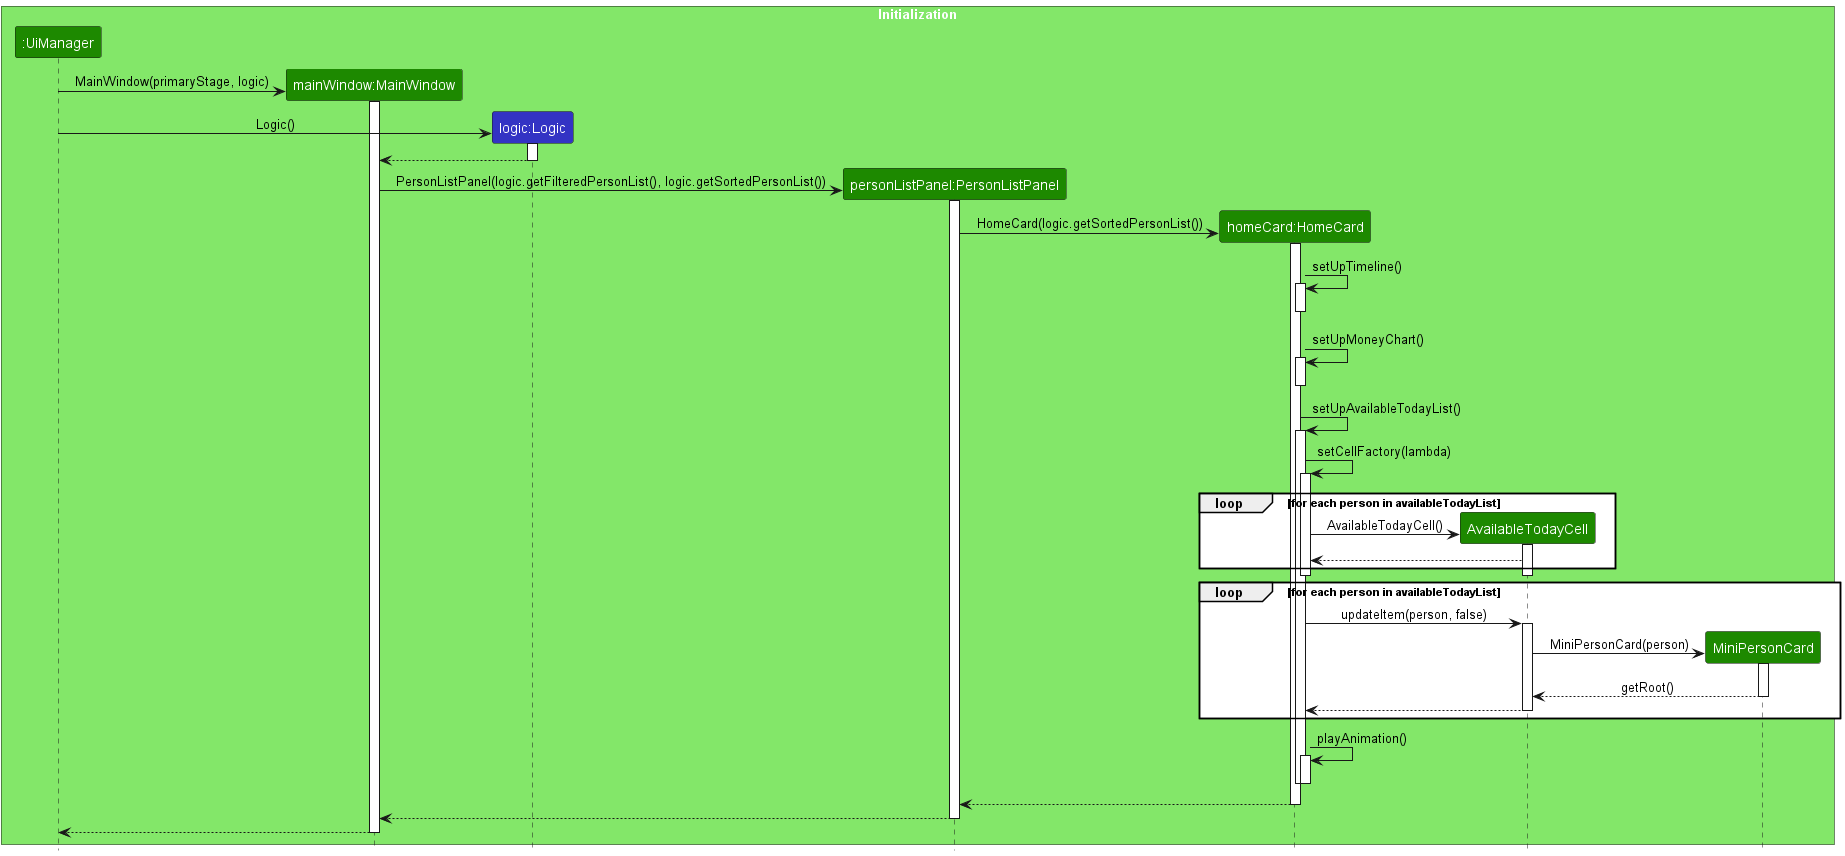 Initialization
:UiManager
MainWindow(primaryStage, logic)
mainWindow:MainWindow
Logic()
logic:Logic
PersonListPanel(logic.getFilteredPersonList(), logic.getSortedPersonList())
personListPanel:PersonListPanel
HomeCard(logic.getSortedPersonList())
homeCard:HomeCard
setUpTimeline()
setUpMoneyChart()
setUpAvailableTodayList()
setCellFactory(lambda)
loop [for each person in availableTodayList]
AvailableTodayCell()
AvailableTodayCell
loop [for each person in availableTodayList]
updateItem(person, false)
MiniPersonCard(person)
MiniPersonCard
getRoot()
playAnimation()